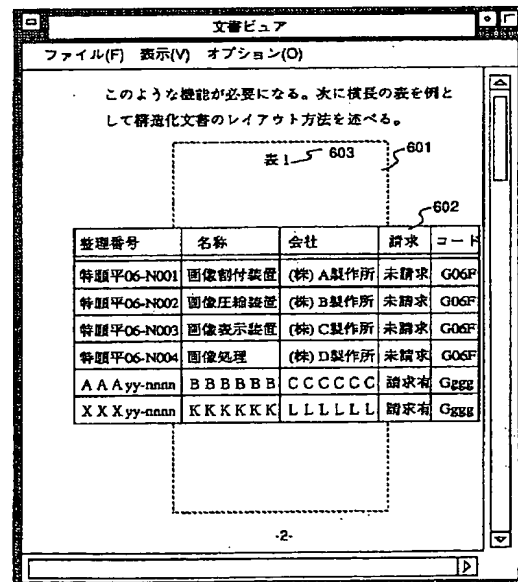 文書ビュア
ファイル(F) 表示(V) オプション(O)
このような機能が必要になる。次に横長の表を例と
して構造化文書のレイアウト方法を述べる。
表1 603 601
602
整理番号 名称 会社 請求 コード
特願平06-N001 画像割付装置 (株) A製作所 未請求 G06F
特願平06-N002 画像圧縮装置 (株) B製作所 未請求 G06F
特願平06-N003 画像表示装置 (株) C製作所 未請求 G06F
特願平06-N004 画像処理 (株) D製作所 未請求 G06F
AAAyy-nnnn BBBBBB CCCCCC 請求有 Gggg
XXXyy-nnnn KKKKKK LLLLLL 請求有 Gggg
-2-